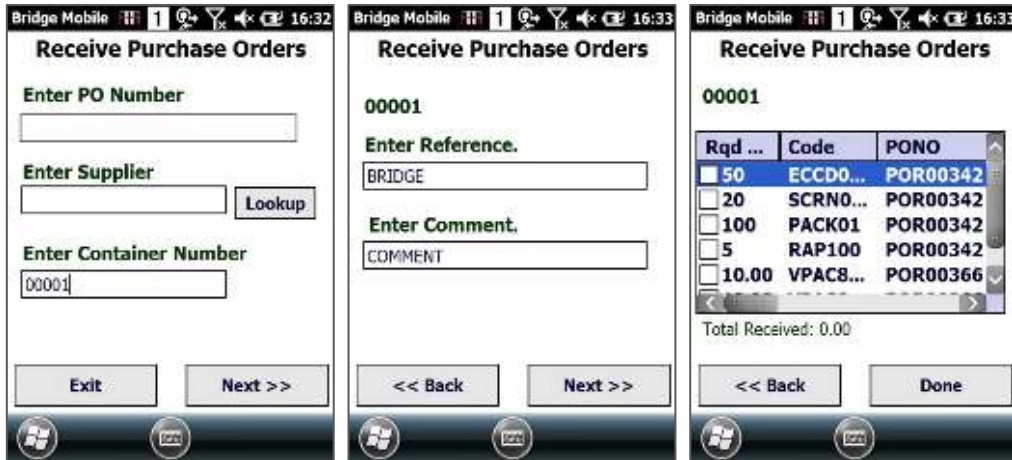 Bridge Mobile 1 16:32
Receive Purchase Orders
Enter PO Number
Enter Supplier
Lookup
Enter Container Number
00001
Exit
Next >>
Bridge Mobile 1 16:33
Receive Purchase Orders
00001
Enter Reference.
BRIDGE
Enter Comment.
COMMENT
<< Back
Next >>
Bridge Mobile 1 16:33
Receive Purchase Orders
00001
Rqd ... Code PONO
50 ECCD0... POR00342
20 SCRN0... POR00342
100 PACK01 POR00342
5 RAP100 POR00342
10.00 VPAC8... POR00366
Total Received: 0.00
<< Back
Done